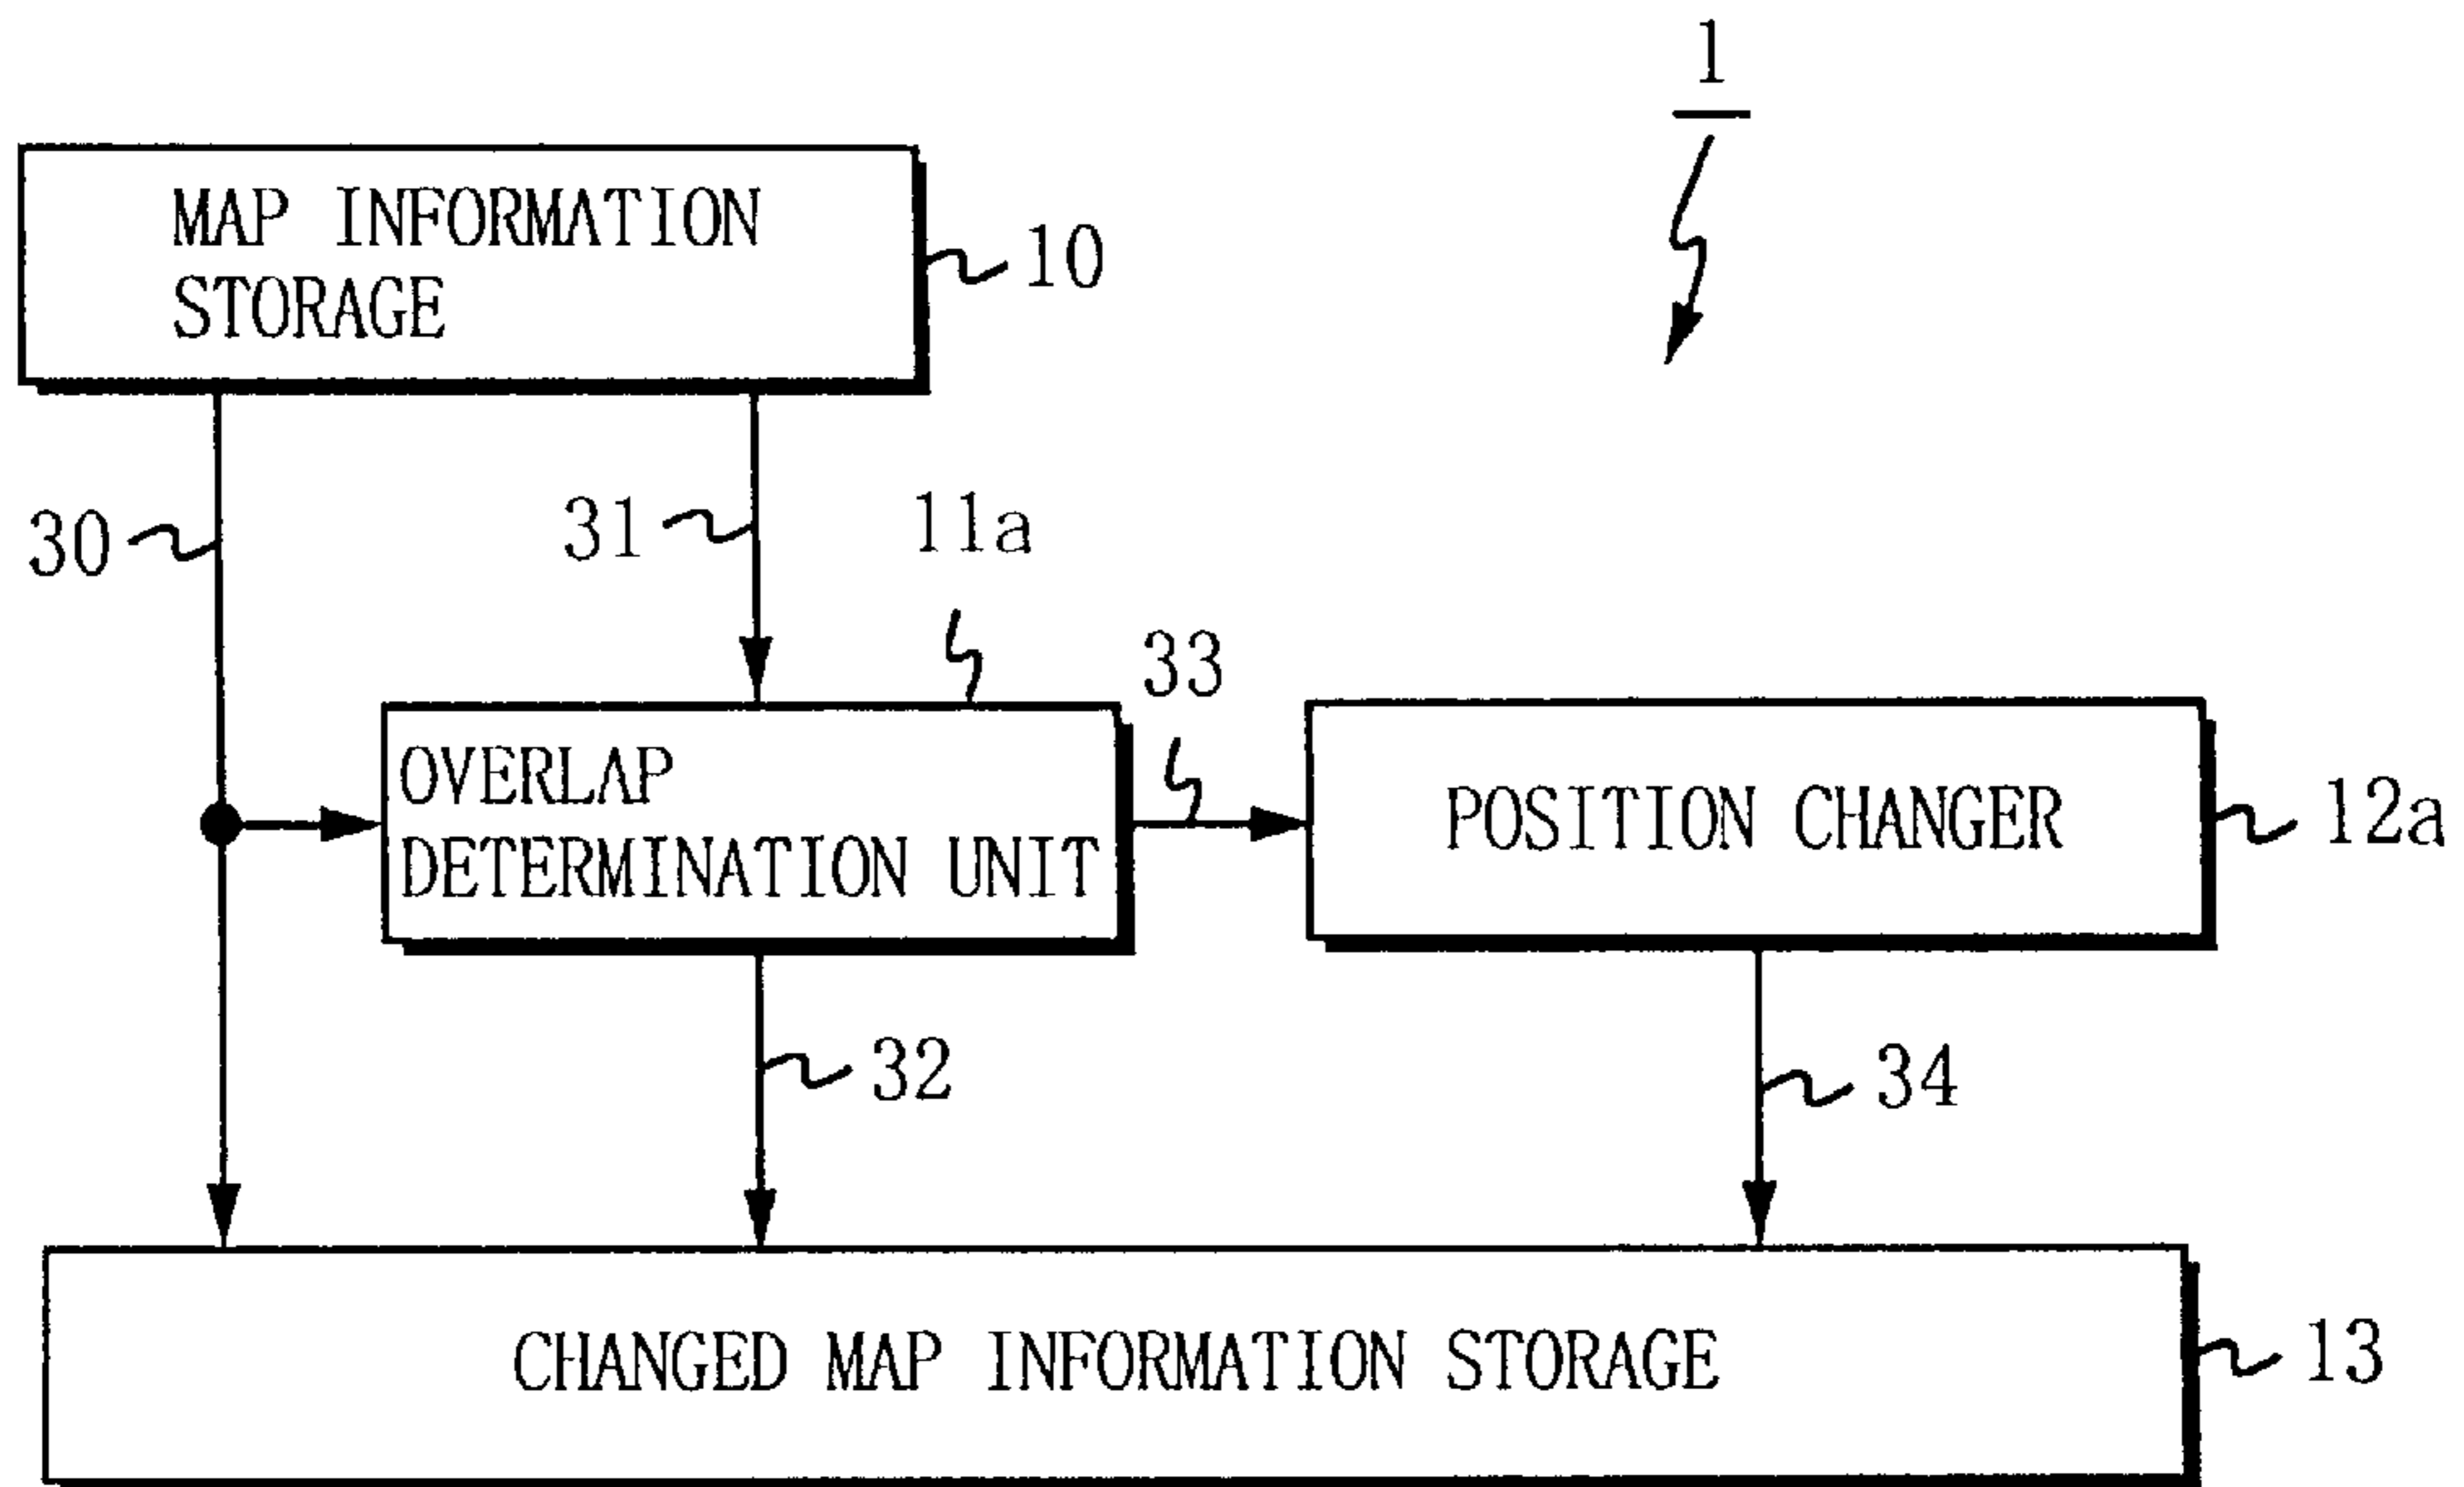 1
MAP INFORMATION
STORAGE
10
30
31
11a
33
OVERLAP
DETERMINATION UNIT
POSITION CHANGER
12a
32
34
CHANGED MAP INFORMATION STORAGE
13